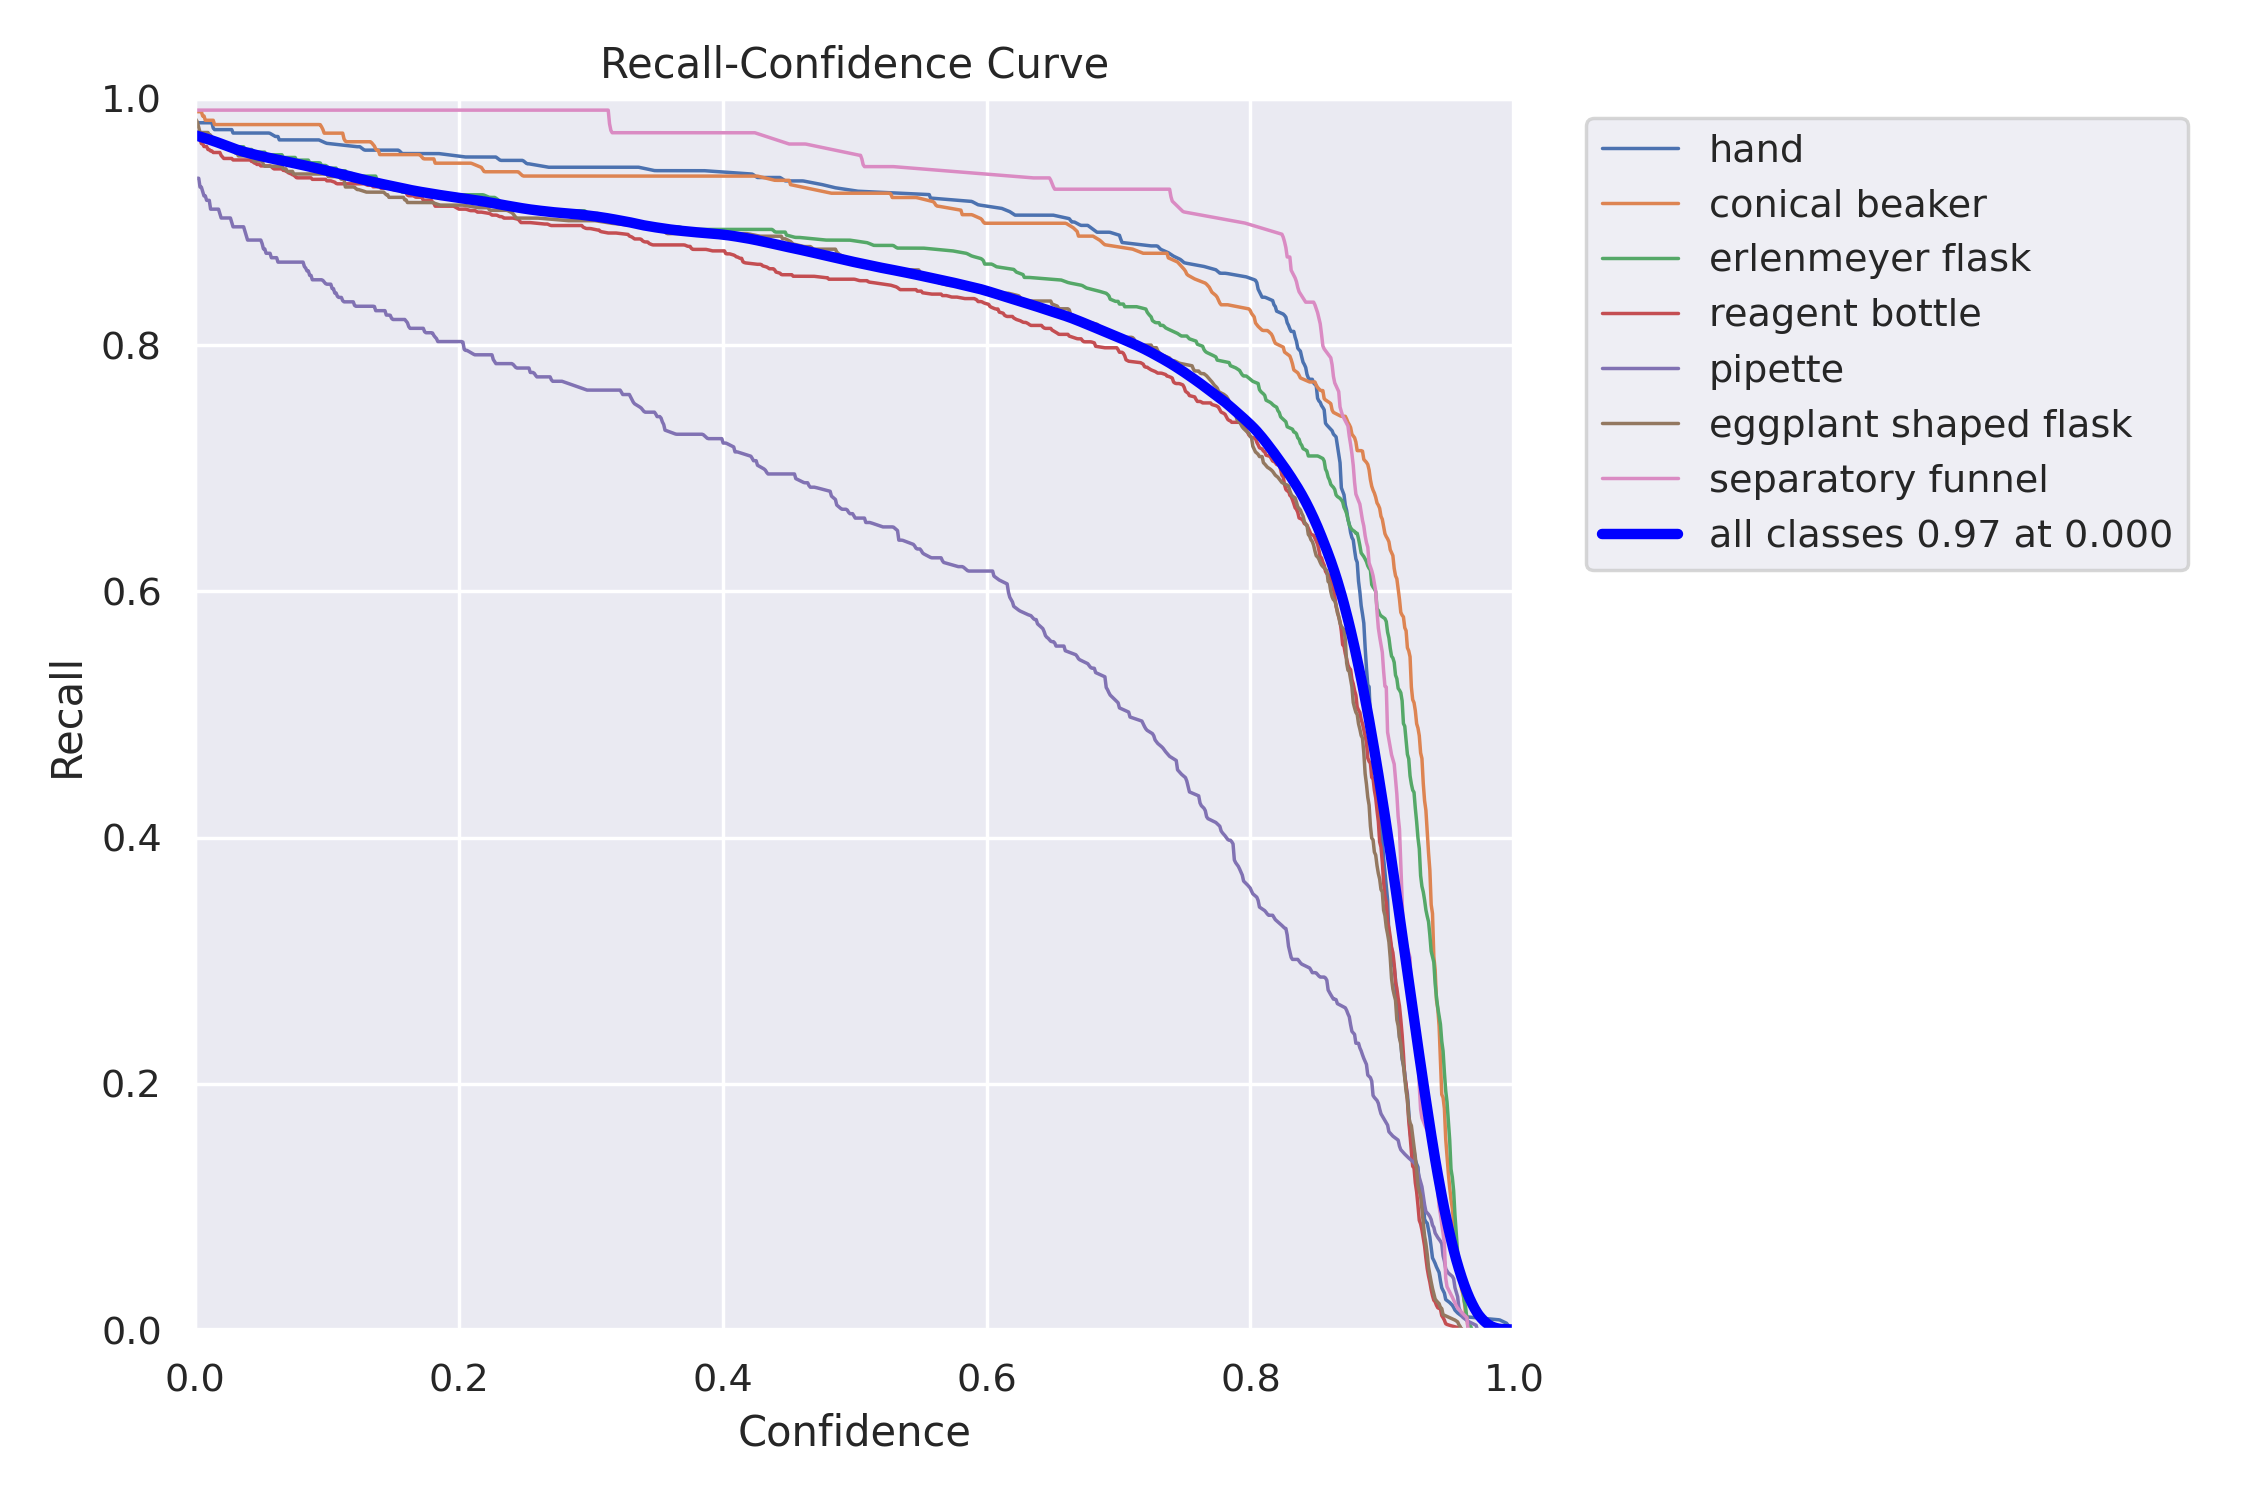 Recall-Confidence Curve
1.0
0.8
0.6
0.4
0.2
0.0
Recall
0.0 0.2 0.4 0.6 0.8 1.0
Confidence
hand
conical beaker
erlenmeyer flask
reagent bottle
pipette
eggplant shaped flask
separatory funnel
all classes 0.97 at 0.000